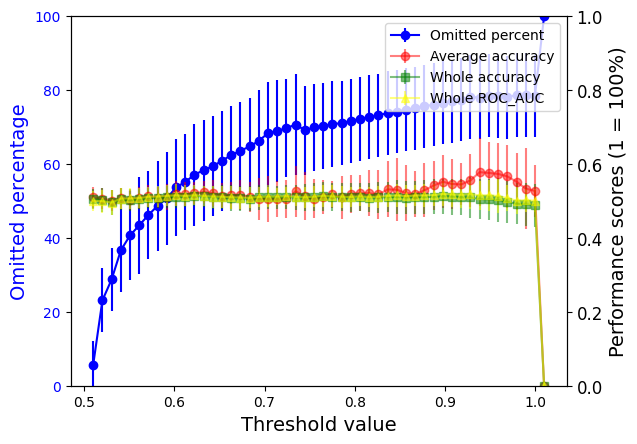 100
80
60
40
20
0
Omitted percentage
Omitted percent
Average accuracy
Whole accuracy
Whole ROC_AUC
1.0
0.8
0.6
0.4
0.2
0.0
Performance scores (1 = 100%)
0.5 0.6 0.7 0.8 0.9 1.0
Threshold value